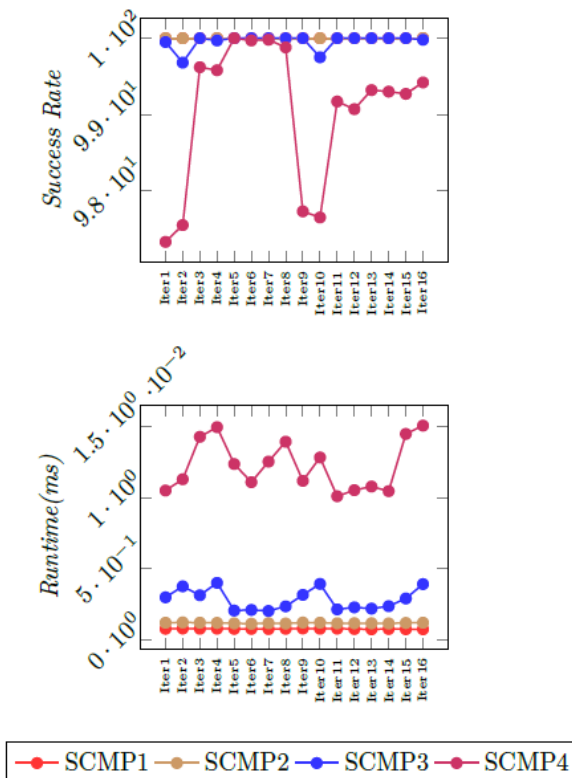 Success Rate
1 · 10²
9.9 · 10¹
9.8 · 10¹
Iter1
Iter2
Iter3
Iter4
Iter5
Iter6
Iter7
Iter8
Iter9
Iter10
Iter11
Iter12
Iter13
Iter14
Iter15
Iter16
·10⁻²
Runtime(ms)
1.5 · 10⁰
1 · 10⁰
5 · 10⁻¹
0 · 10⁰
Iter1
Iter2
Iter3
Iter4
Iter5
Iter6
Iter7
Iter8
Iter9
Iter10
Iter11
Iter12
Iter13
Iter14
Iter15
Iter16
SCMP1 SCMP2 SCMP3 SCMP4